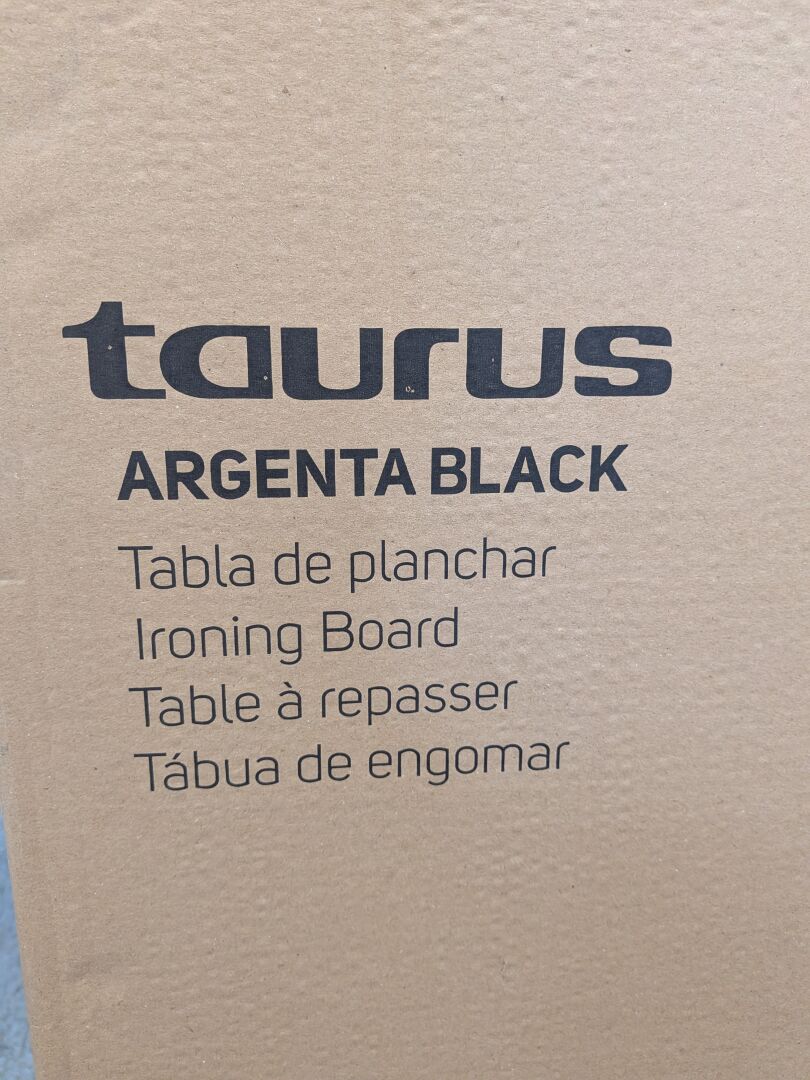 taurus
ARGENTA BLACK
Tabla de planchar
Ironing Board
Table à repasser
Tábua de engomar